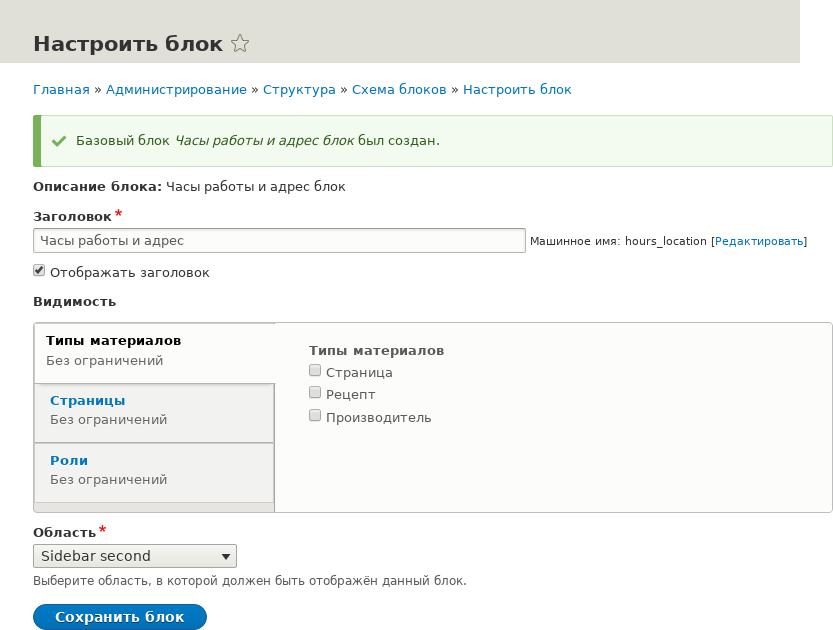 Настроить блок
Главная » Администрирование » Структура » Схема блоков » Настроить блок
Базовый блок Часы работы и адрес блок был создан.
Описание блока: Часы работы и адрес блок
Заголовок*
Часы работы и адрес Машинное имя: hours_location [Редактировать]
Отображать заголовок
Видимость
Типы материалов
Без ограничений
Страницы
Без ограничений
Роли
Без ограничений
Типы материалов
Страница
Рецепт
Производитель
Область*
Sidebar second
Выберите область, в которой должен быть отображён данный блок.
Сохранить блок